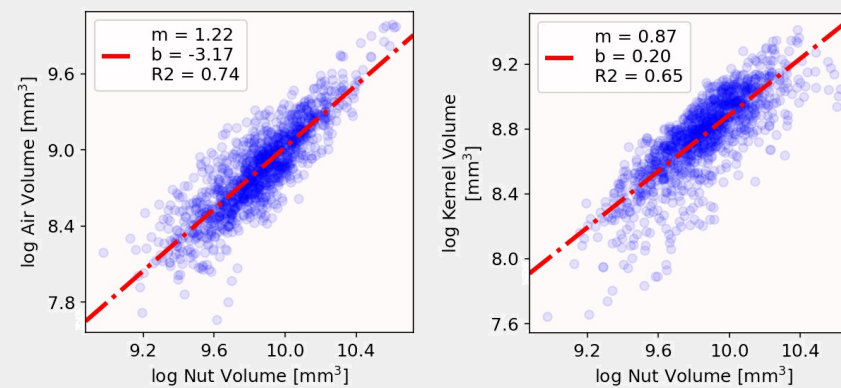 m = 1.22
b = -3.17
R2 = 0.74
log Air Volume [mm³]
9.6
9.0
8.4
7.8
9.2 9.6 10.0 10.4
log Nut Volume [mm³]
m = 0.87
b = 0.20
R2 = 0.65
log Kernel Volume
[mm³]
9.2
8.8
8.4
8.0
7.6
9.2 9.6 10.0 10.4
log Nut Volume [mm³]